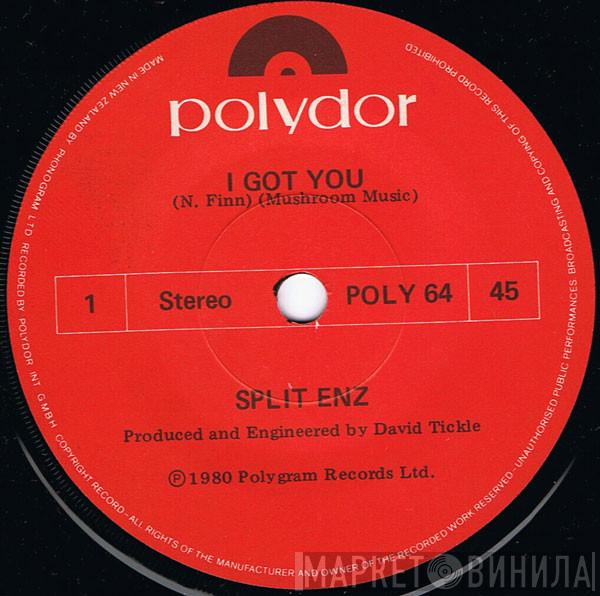 polydor
I GOT YOU
(N. Finn) (Mushroom Music)
1 Stereo POLY 64 45
SPLIT ENZ
Produced and Engineered by David Tickle
Ⓟ 1980 Polygram Records Ltd.
MADE IN NEW ZEALAND BY PHONOGRAM LTD RECORDED BY POLYDOR INT GMBH COPYRIGHT RECORD - ALL RIGHTS OF THE MANUFACTURER AND OWNER OF THE RECORDED WORK RESERVED - UNAUTHORISED PUBLIC PERFORMANCES BROADCASTING AND COPYING OF THIS RECORD PROHIBITED
МАРКЕТ ВИНИЛА